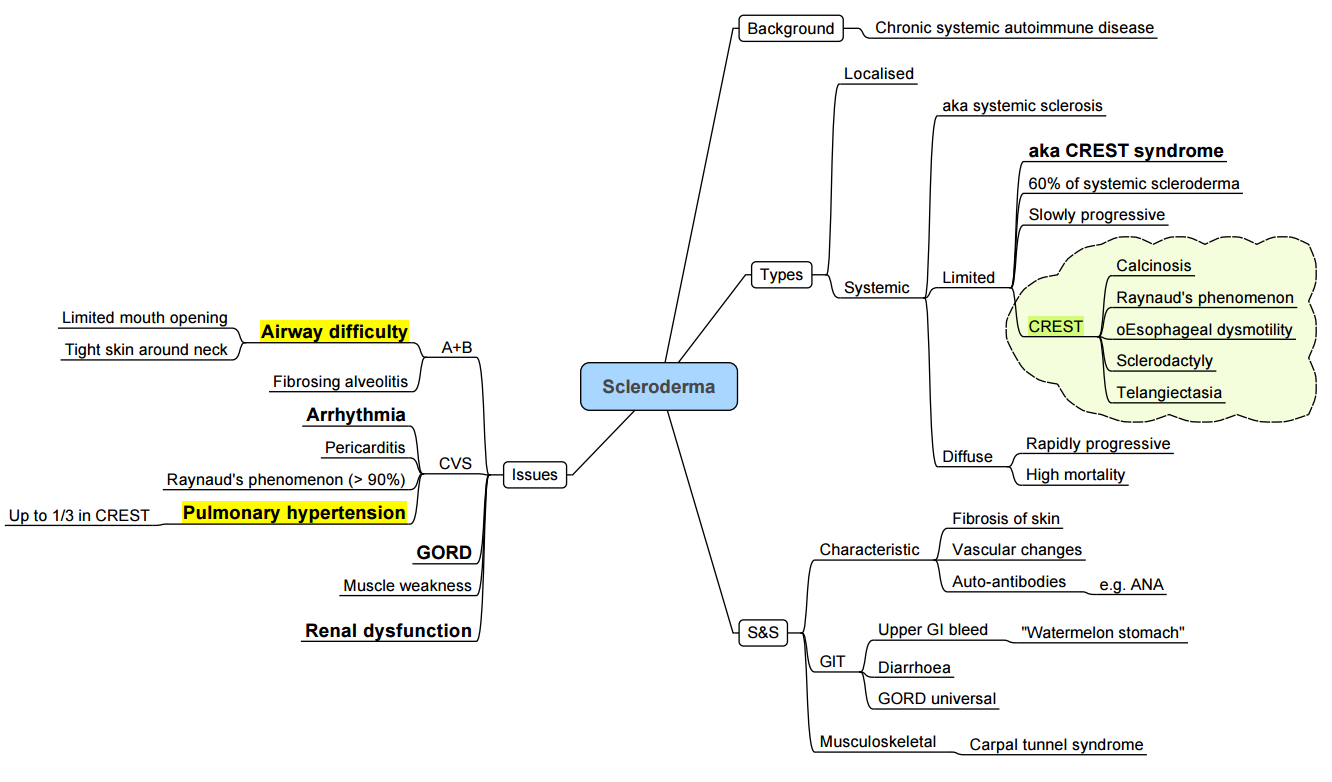 Scleroderma
Background
Chronic systemic autoimmune disease
Types
Localised
Systemic
aka systemic sclerosis
Limited
aka CREST syndrome
60% of systemic scleroderma
Slowly progressive
CREST
Calcinosis
Raynaud's phenomenon
oEsophageal dysmotility
Sclerodactyly
Telangiectasia
Diffuse
Rapidly progressive
High mortality
S&S
Characteristic
Fibrosis of skin
Vascular changes
Auto-antibodies
e.g. ANA
GIT
Upper GI bleed
"Watermelon stomach"
Diarrhoea
GORD universal
Musculoskeletal
Carpal tunnel syndrome
Issues
A+B
Airway difficulty
Limited mouth opening
Tight skin around neck
Fibrosing alveolitis
CVS
Arrhythmia
Pericarditis
Raynaud's phenomenon (> 90%)
Pulmonary hypertension
Up to 1/3 in CREST
GORD
Muscle weakness
Renal dysfunction